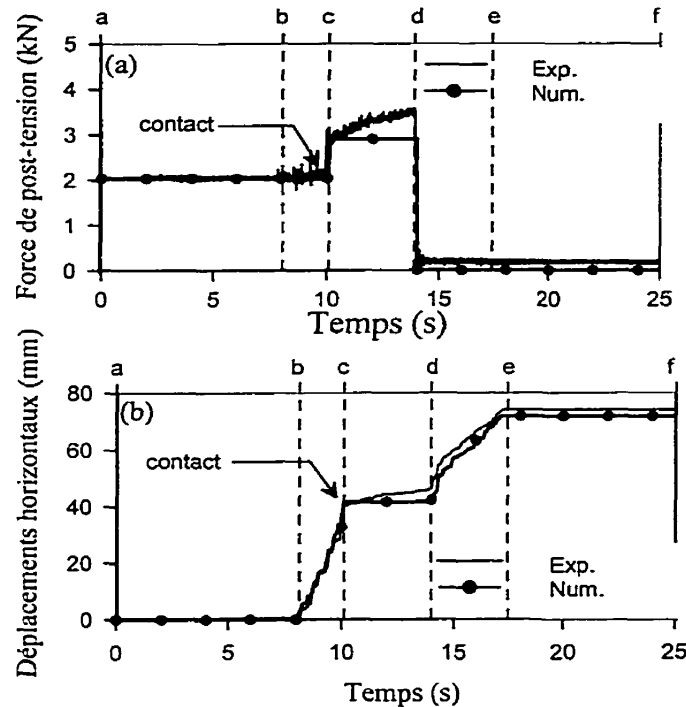 a b c d e f
5
(a)
Exp.
Num.
4
contact
3
2
1
0
Force de post-tension (kN)
0 5 10 15 20 25
Temps (s)
a b c d e f
80
(b)
60
contact
40
20
Exp.
Num.
0
Déplacements horizontaux (mm)
0 5 10 15 20 25
Temps (s)